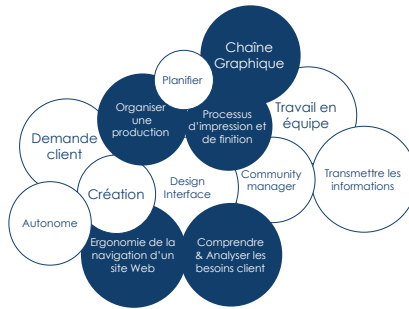 Chaîne
Graphique
Planifier
Organiser
une
production
Processus
d'impression et
de finition
Travail en
équipe
Demande
client
Création
Design
Interface
Community
manager
Transmettre les
informations
Autonome
Ergonomie de la
navigation d'un
site Web
Comprendre
& Analyser les
besoins client